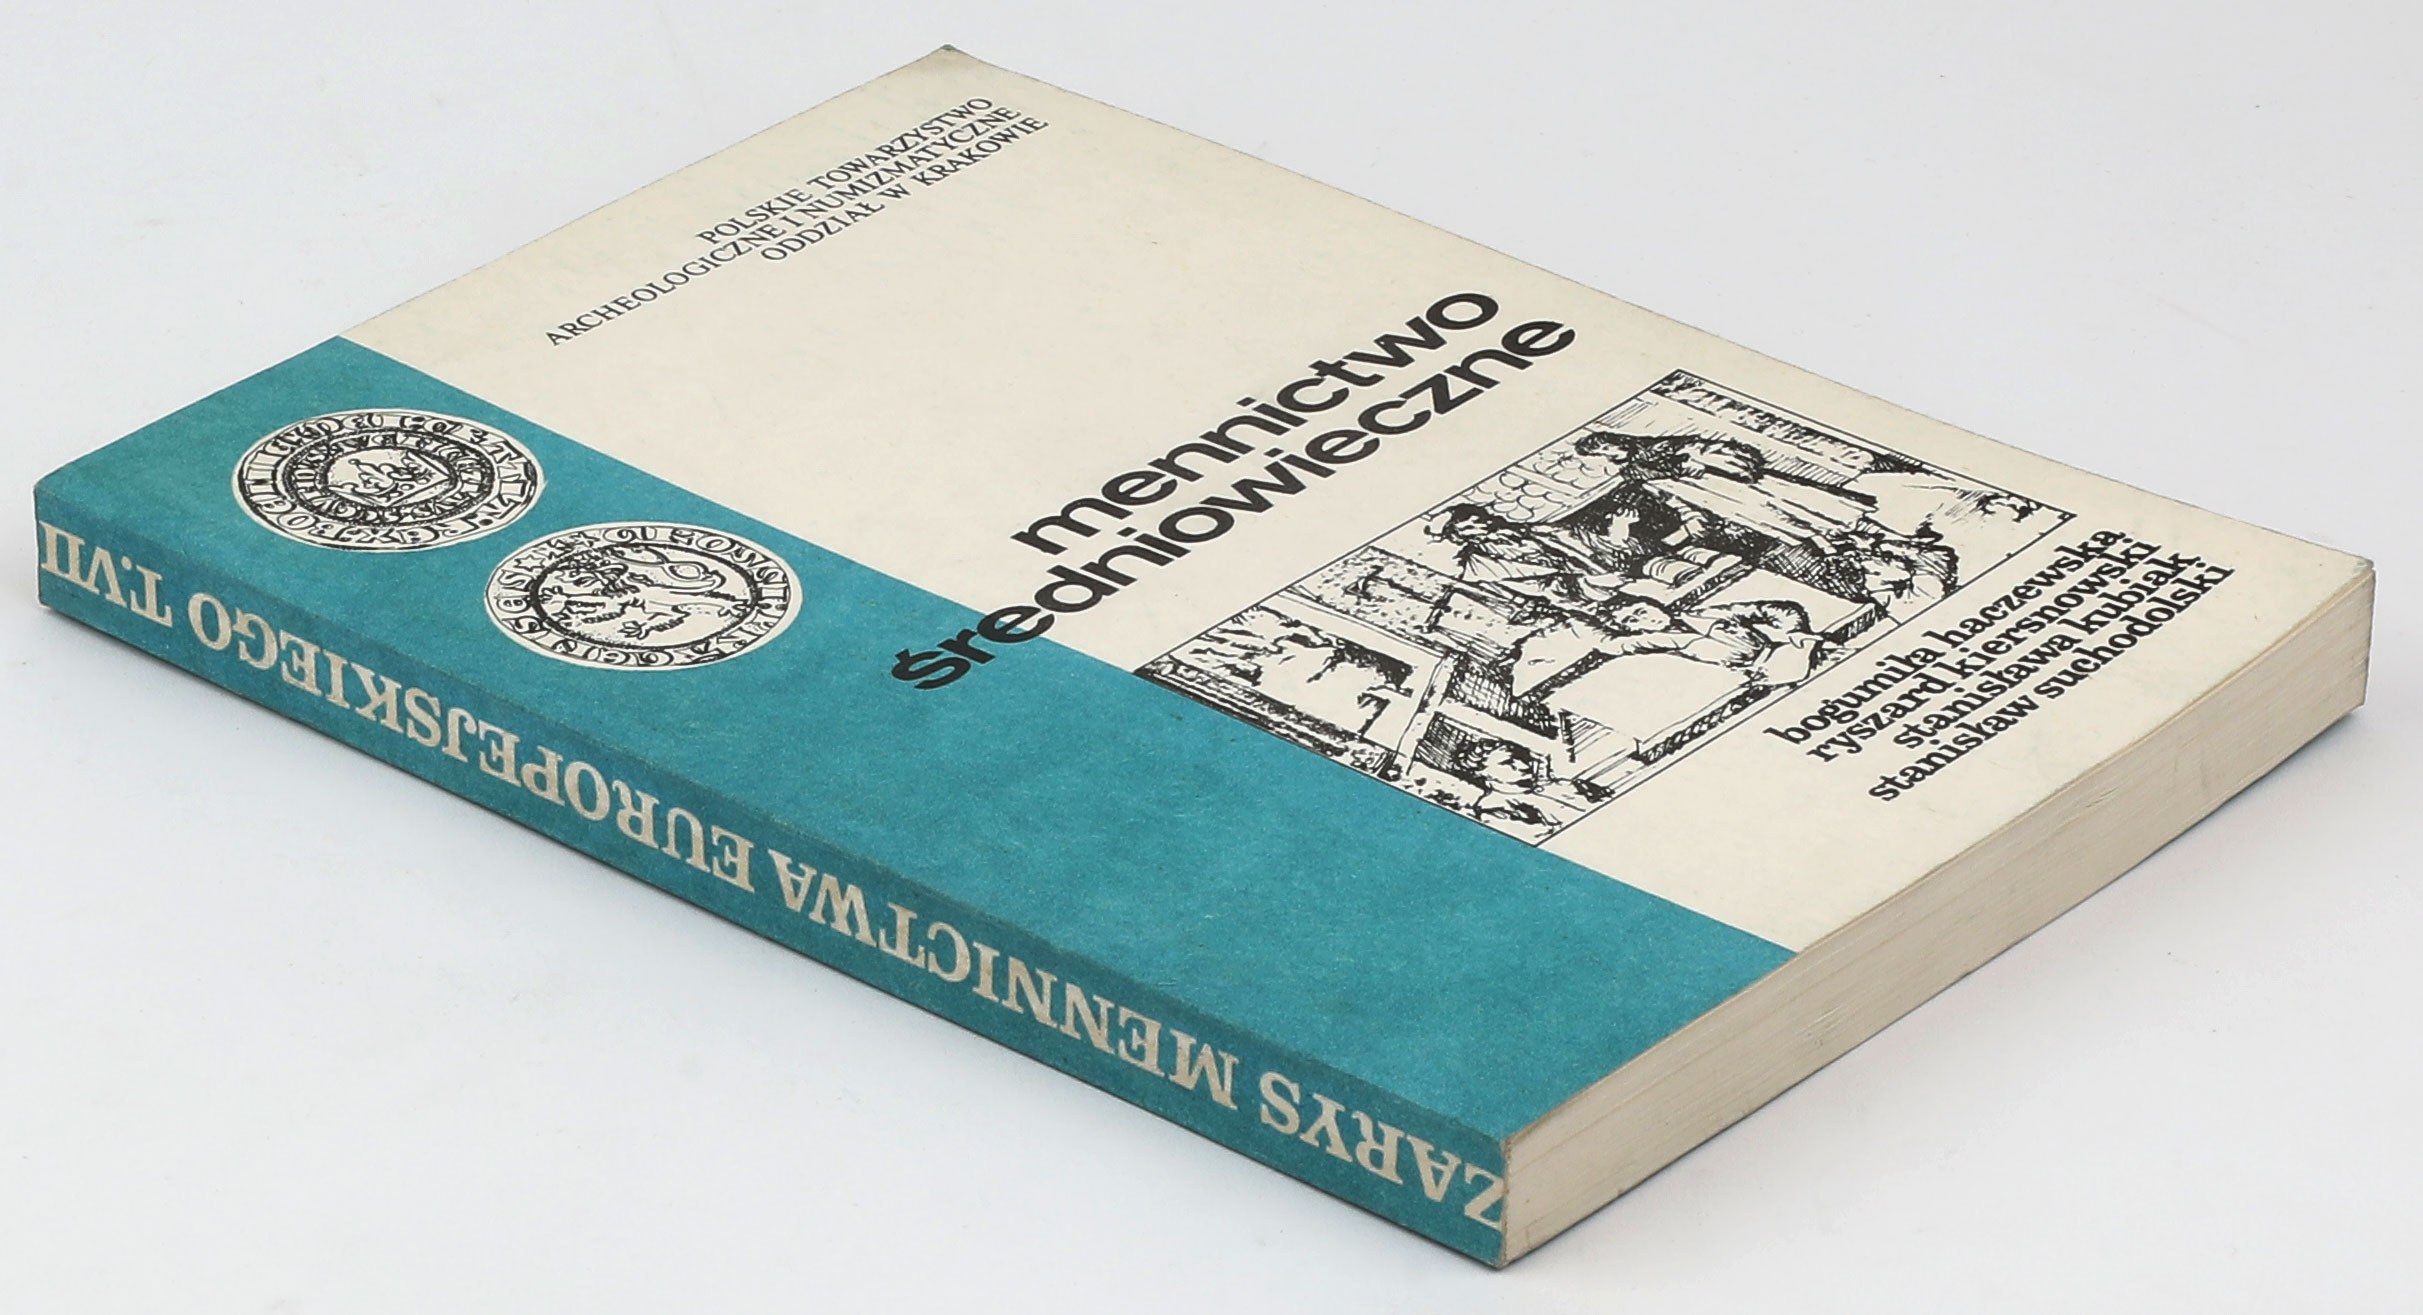 POLSKIE TOWARZYSTWO
ARCHEOLOGICZNE I NUMIZMATYCZNE
ODDZIAŁ W KRAKOWIE
mennictwo
średniowieczne
bogumiła haczewska
ryszard kiersnowski
stanisława kubiak
stanisław suchodolski
ZARYS MENNICTWA EUROPEJSKIEGO T.VII